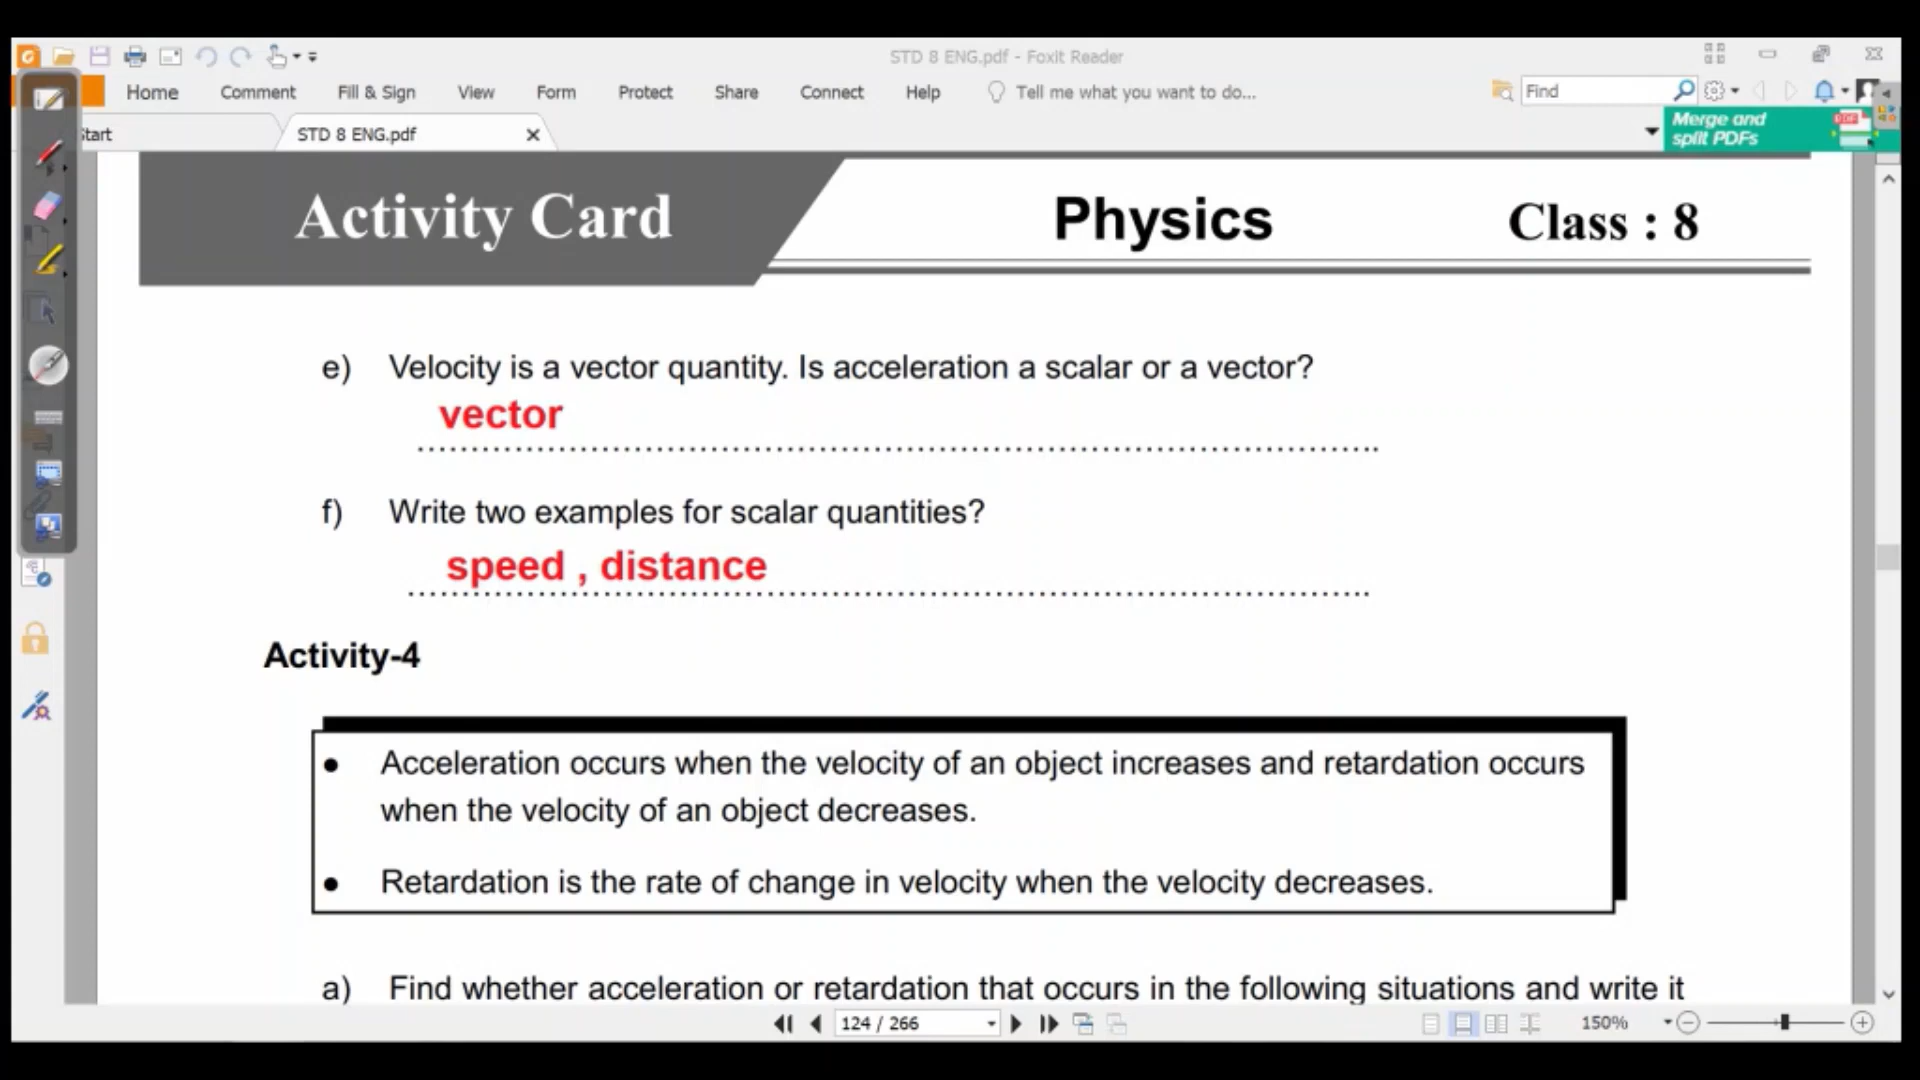 STD 8 ENG.pdf - Foxit Reader
Home Comment Fill & Sign View Form Protect Share Connect Help Tell me what you want to do... Find
tart STD 8 ENG.pdf
Merge and
split PDFs
PDF
Activity Card Physics Class : 8
e) Velocity is a vector quantity. Is acceleration a scalar or a vector?
vector
f) Write two examples for scalar quantities?
speed , distance
Activity-4
● Acceleration occurs when the velocity of an object increases and retardation occurs
when the velocity of an object decreases.
● Retardation is the rate of change in velocity when the velocity decreases.
a) Find whether acceleration or retardation that occurs in the following situations and write it
124 / 266
150%